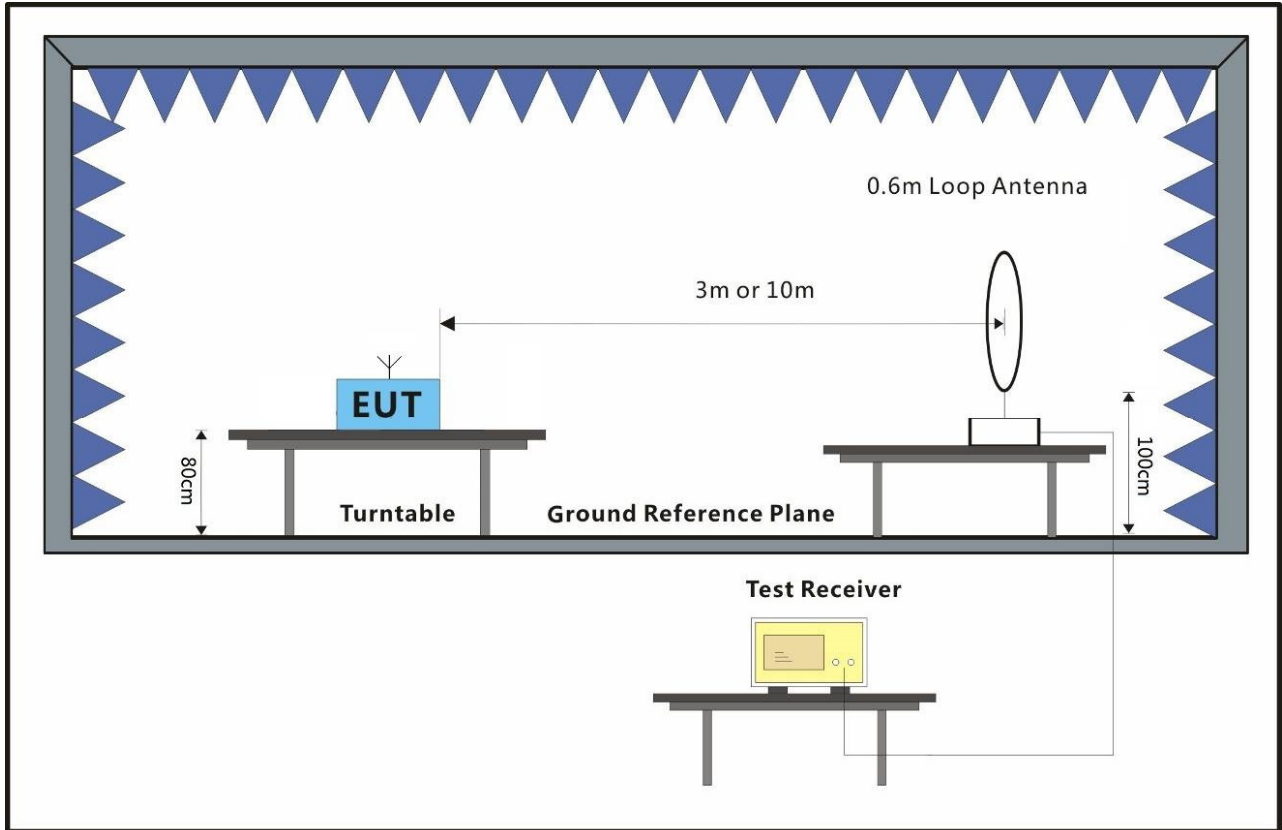 0.6m Loop Antenna
3m or 10m
EUT
80cm
100cm
Turntable
Ground Reference Plane
Test Receiver